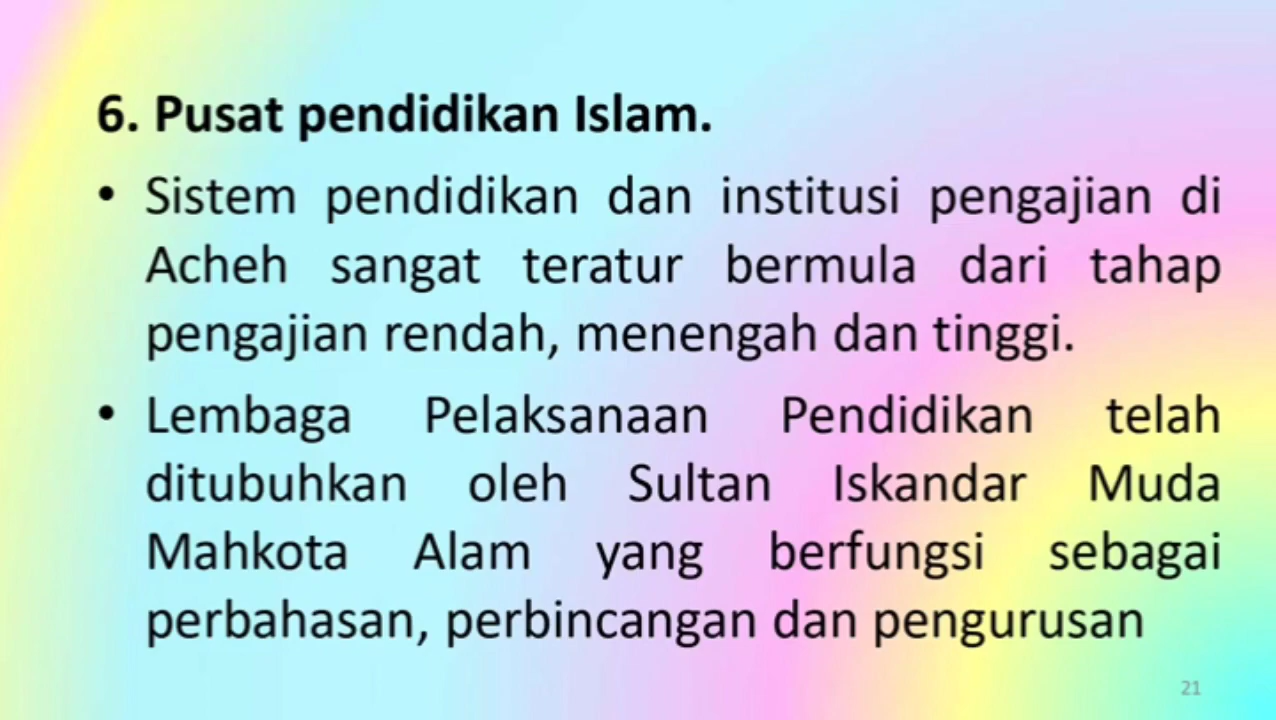 6. Pusat pendidikan Islam.
• Sistem pendidikan dan institusi pengajian di
Acheh sangat teratur bermula dari tahap
pengajian rendah, menengah dan tinggi.
• Lembaga Pelaksanaan Pendidikan telah
ditubuhkan oleh Sultan Iskandar Muda
Mahkota Alam yang berfungsi sebagai
perbahasan, perbincangan dan pengurusan
21